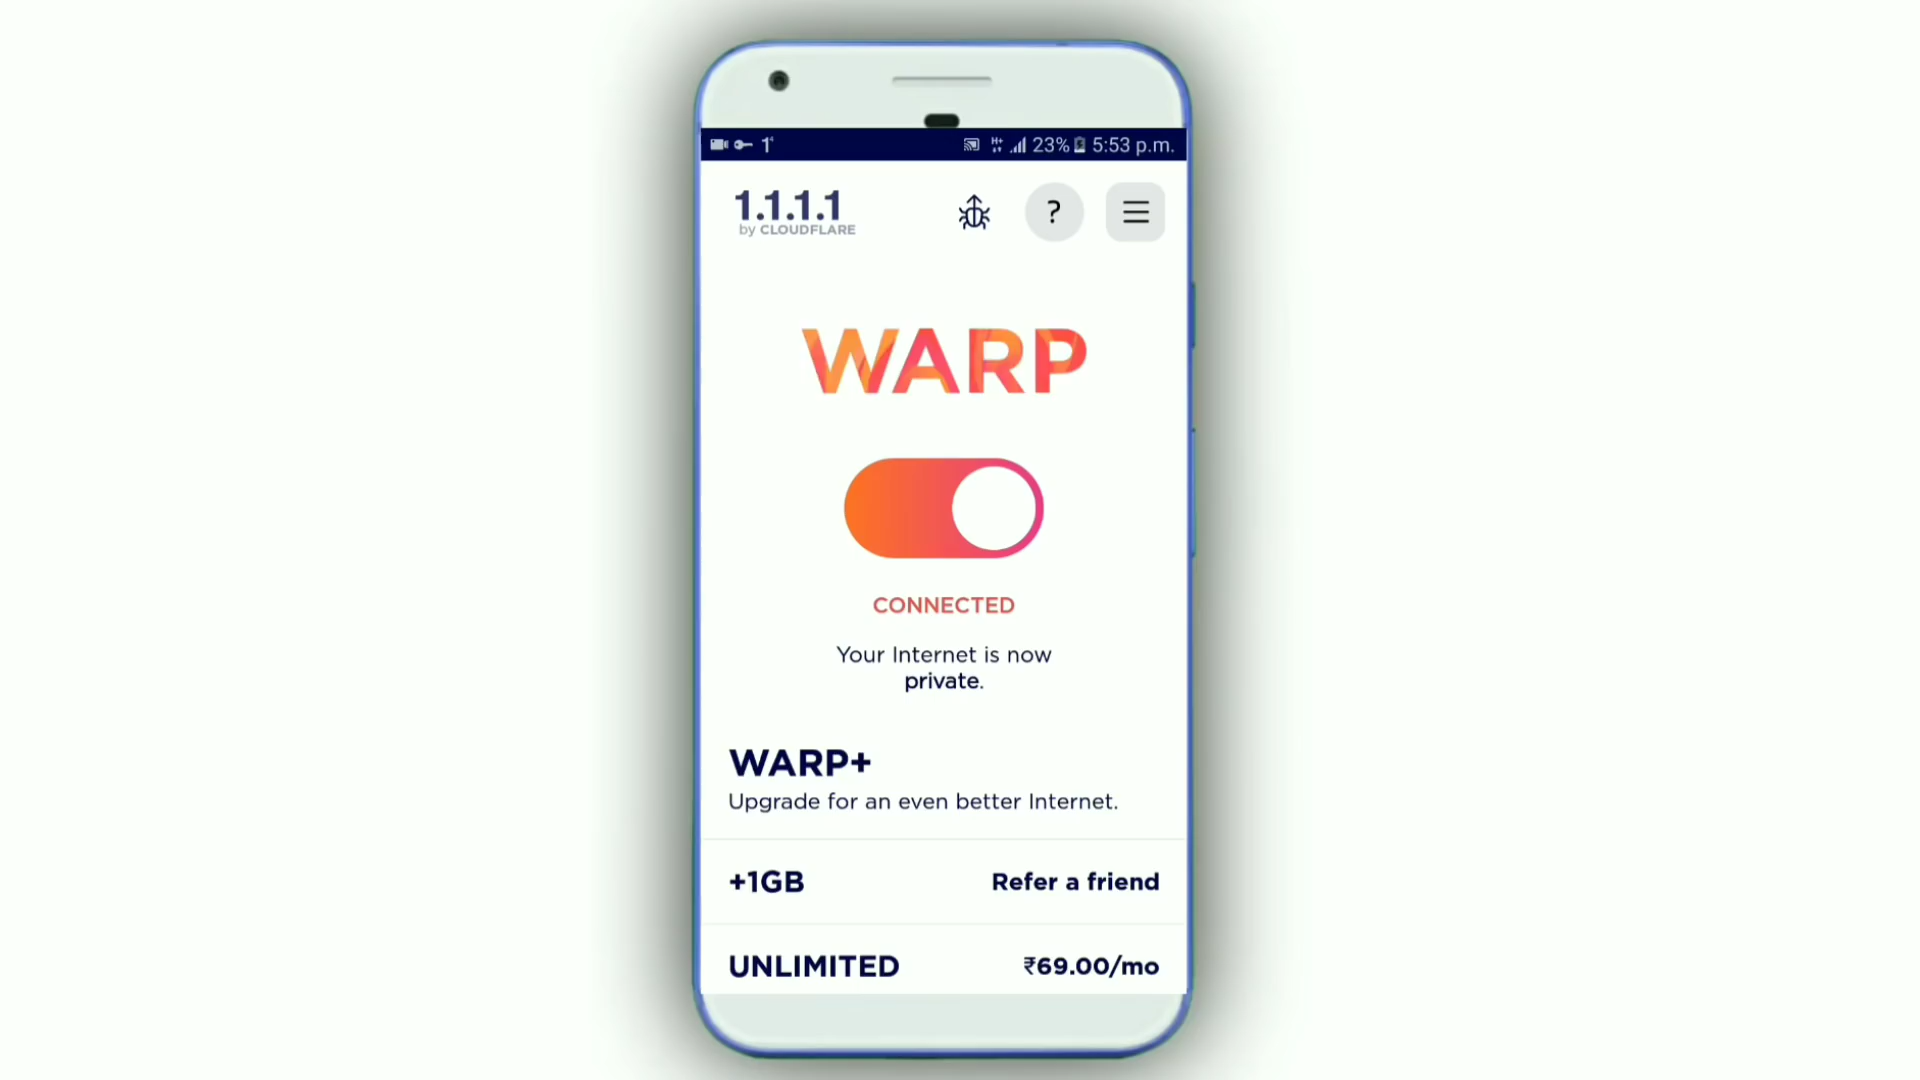 23% 5:53 p.m.
1.1.1.1
by CLOUDFLARE
?
WARP
CONNECTED
Your Internet is now
private.
WARP+
Upgrade for an even better Internet.
+1GB Refer a friend
UNLIMITED ₹69.00/mo